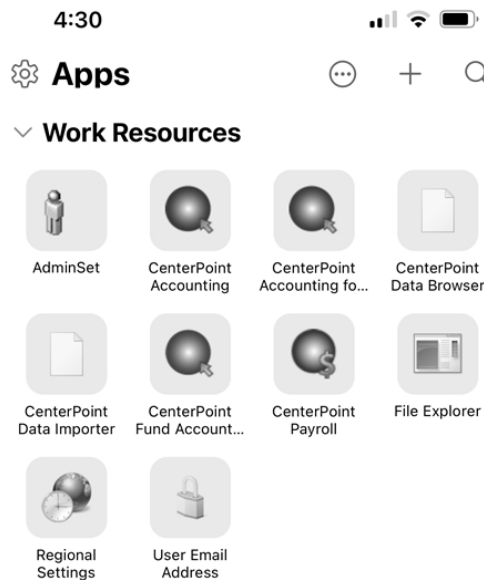 4:30
Apps
Work Resources
AdminSet
CenterPoint
Accounting
CenterPoint
Accounting fo...
CenterPoint
Data Browser
CenterPoint
Data Importer
CenterPoint
Fund Account...
CenterPoint
Payroll
File Explorer
Regional
Settings
User Email
Address